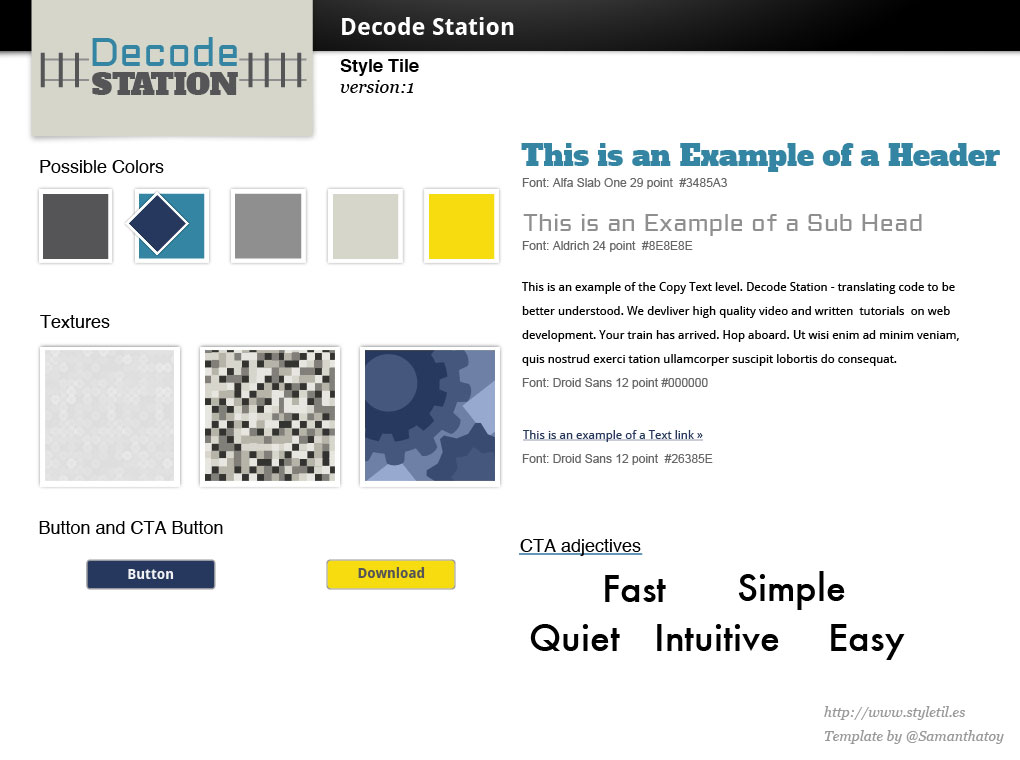 Decode Station
Decode
STATION
Style Tile
version:1
Possible Colors
This is an Example of a Header
Font: Alfa Slab One 29 point  #3485A3
This is an Example of a Sub Head
Font: Aldrich 24 point  #8E8E8E
This is an example of the Copy Text level. Decode Station - translating code to be
better understood. We devliver high quality video and written  tutorials  on web
development. Your train has arrived. Hop aboard. Ut wisi enim ad minim veniam,
quis nostrud exerci tation ullamcorper suscipit lobortis do consequat.
Font: Droid Sans 12 point #000000
Textures
This is an example of a Text link »
Font: Droid Sans 12 point  #26385E
Button and CTA Button
Button
Download
CTA adjectives
Fast Simple
Quiet Intuitive Easy
http://www.styletil.es
Template by @Samanthatoy